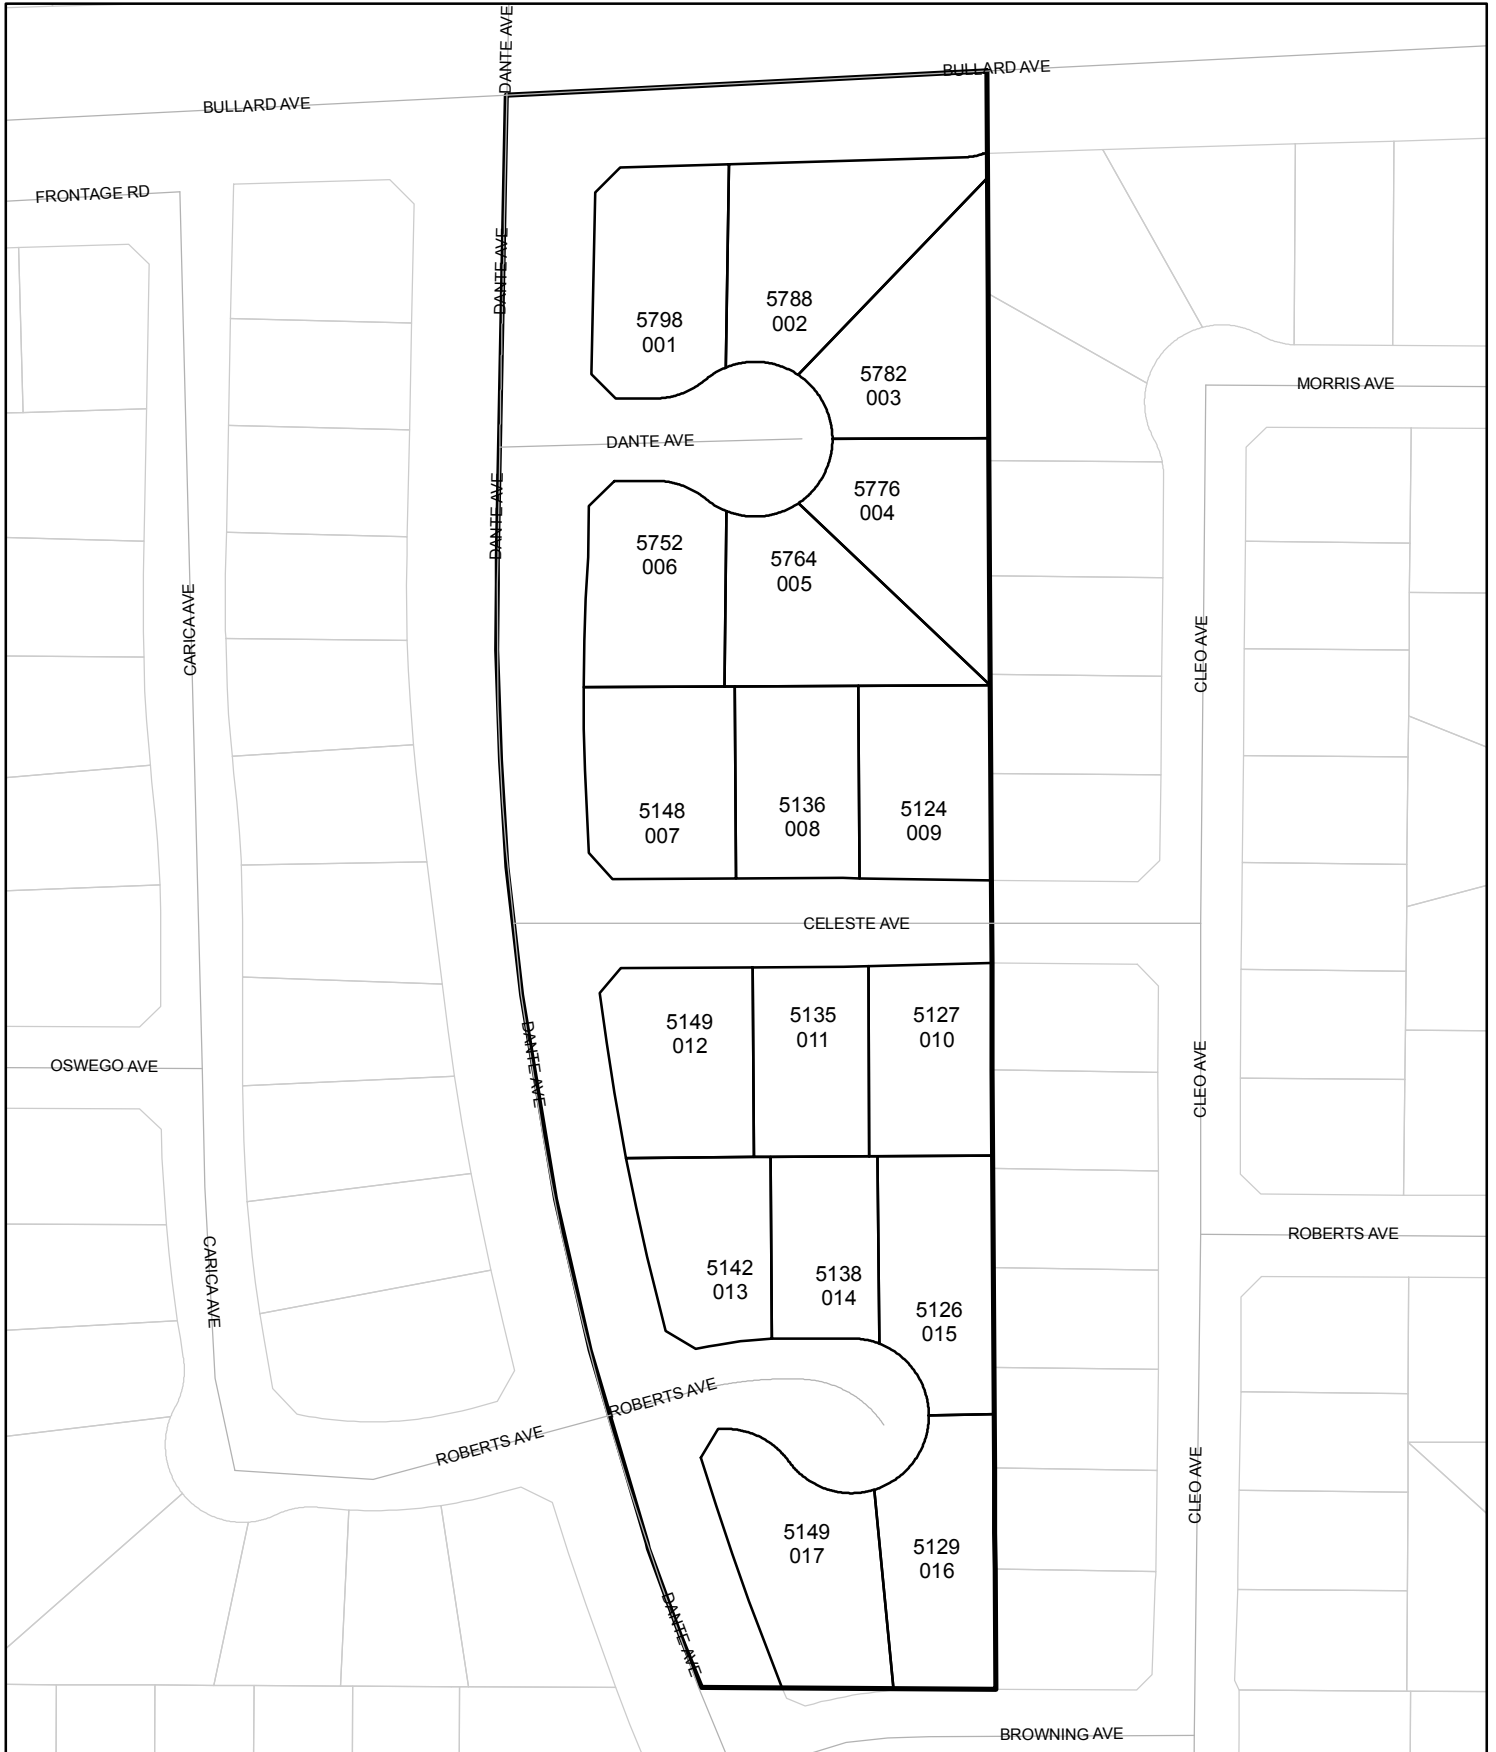 DANTE AVE
BULLARD AVE
BULLARD AVE
FRONTAGE RD
DANTE AVE
5798
001
5788
002
5782
003
MORRIS AVE
DANTE AVE
DANTE AVE
5776
004
5752
006
5764
005
CARICA AVE
CLEO AVE
5148
007
5136
008
5124
009
CELESTE AVE
5149
012
5135
011
5127
010
OSWEGO AVE
DANTE AVE
CLEO AVE
ROBERTS AVE
CARICA AVE
5142
013
5138
014
5126
015
ROBERTS AVE
ROBERTS AVE
CLEO AVE
5149
017
5129
016
DANTE AVE
BROWNING AVE